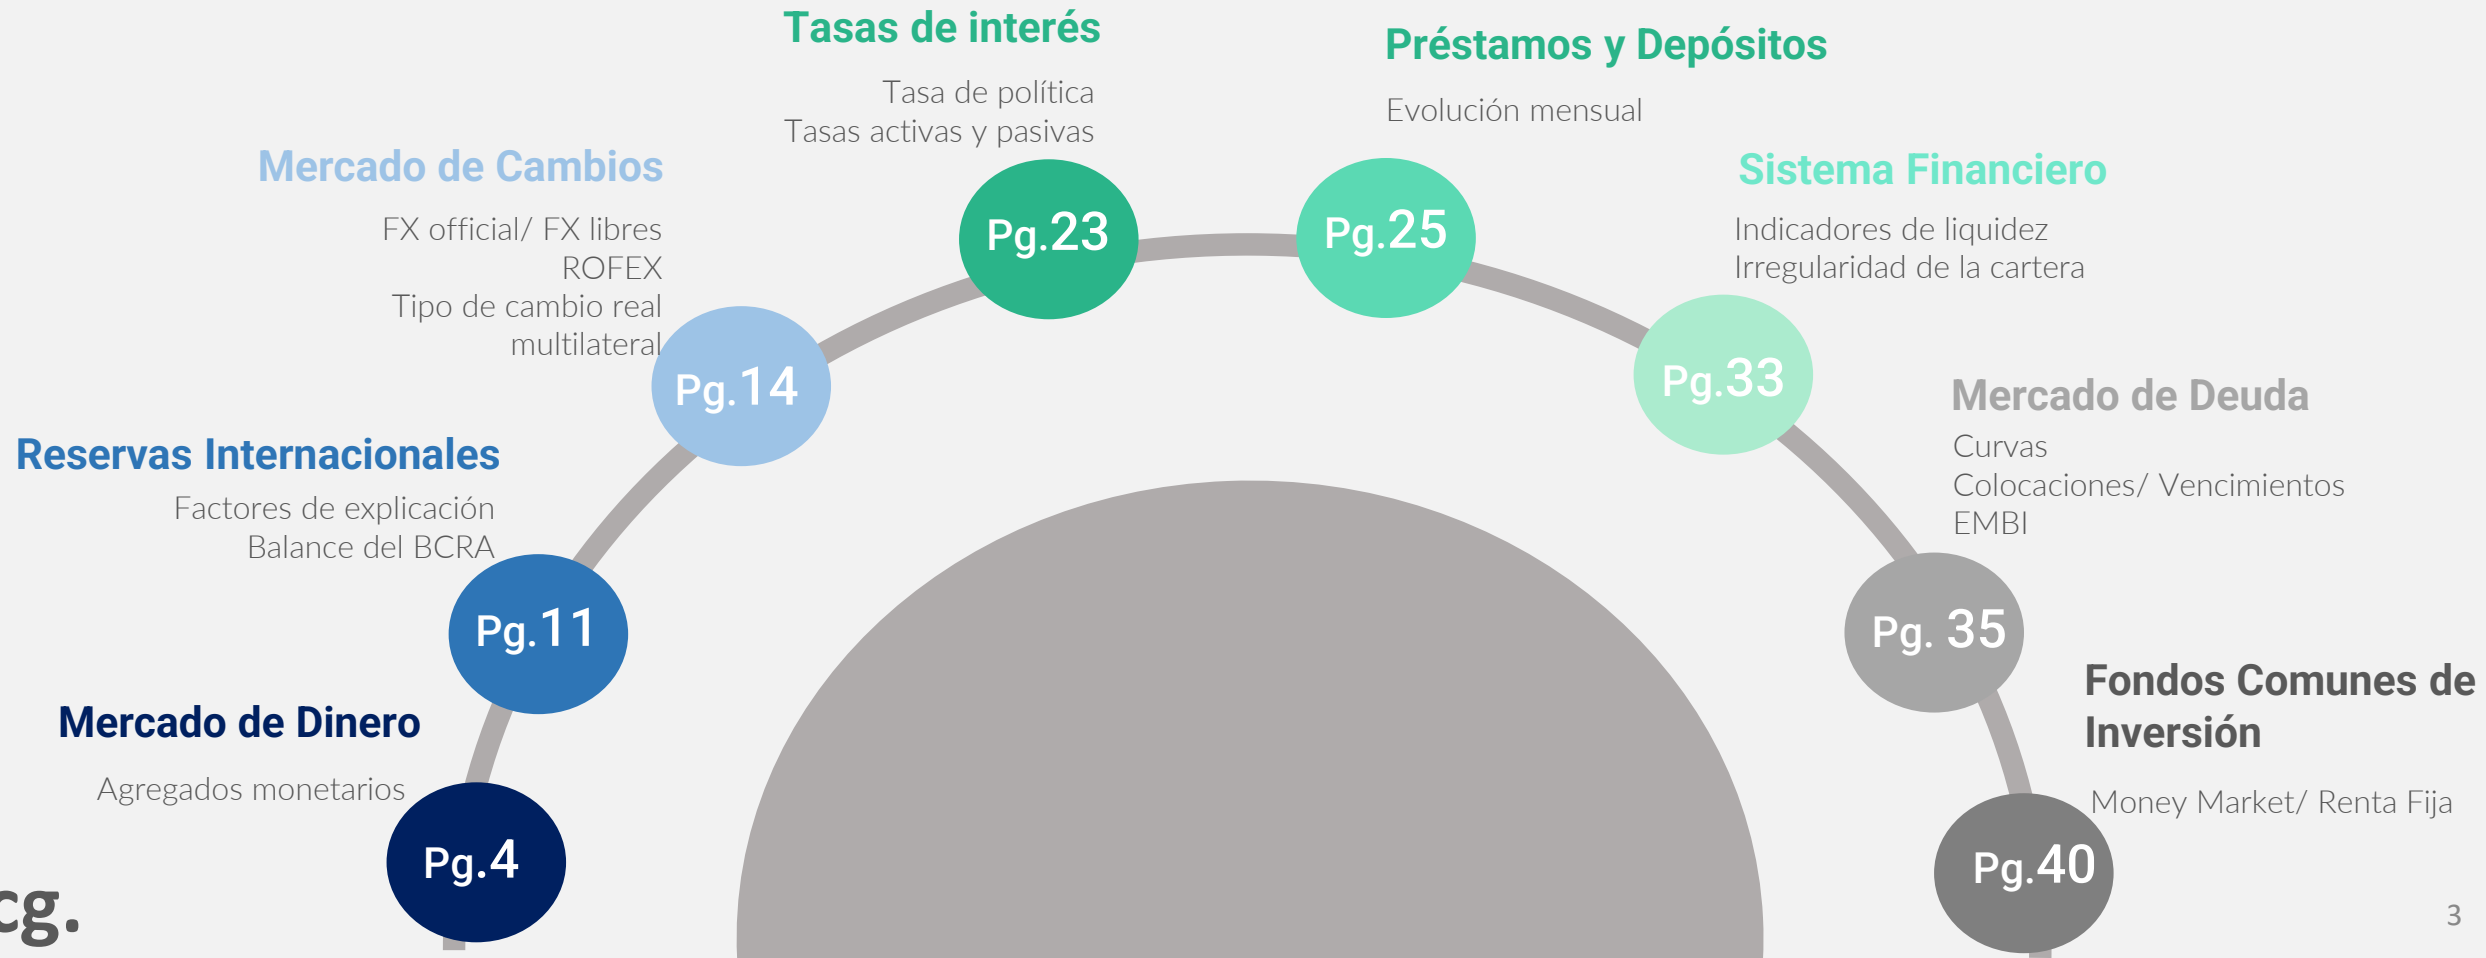 Tasas de interés
Tasa de política
Tasas activas y pasivas
Préstamos y Depósitos
Evolución mensual
Mercado de Cambios
FX official/ FX libres
ROFEX
Tipo de cambio real
multilateral
Sistema Financiero
Indicadores de liquidez
Irregularidad de la cartera
Pg.23
Pg.25
Pg.14
Pg.33
Reservas Internacionales
Factores de explicación
Balance del BCRA
Mercado de Deuda
Curvas
Colocaciones/ Vencimientos
EMBI
Pg.11
Pg. 35
Mercado de Dinero
Agregados monetarios
Fondos Comunes de
Inversión
Money Market/ Renta Fija
Pg.4
Pg.40
cg.
3